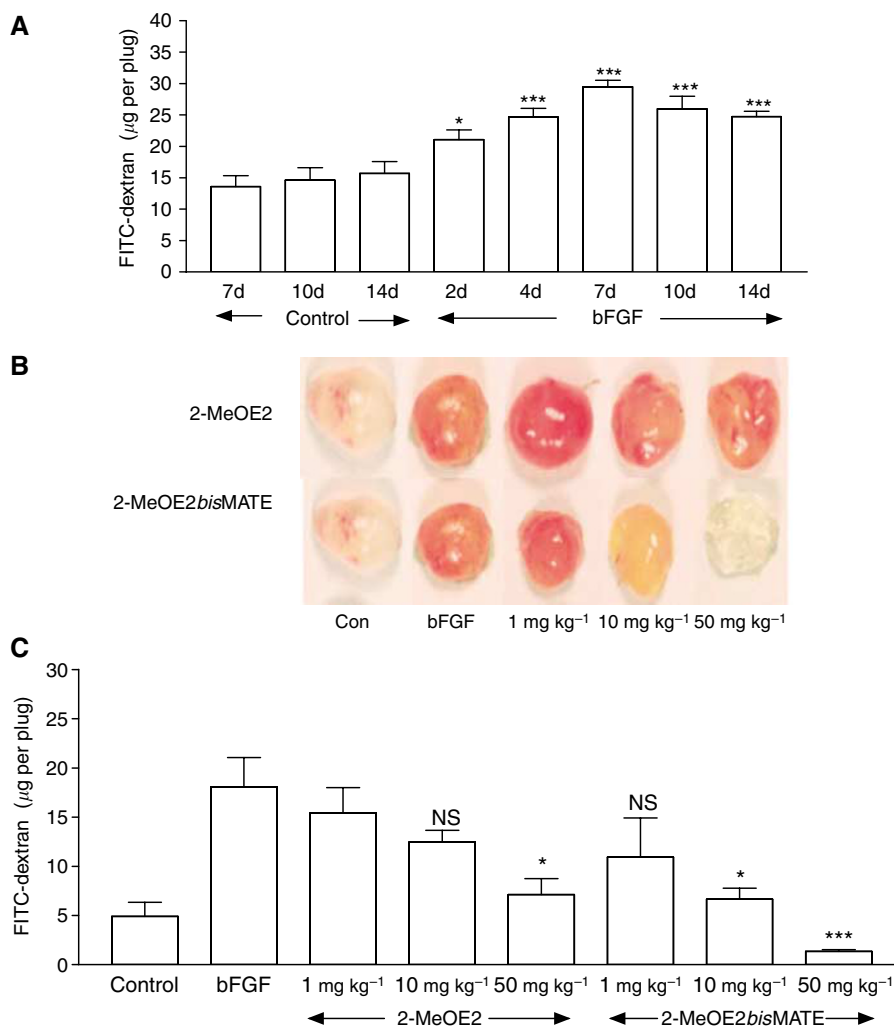 A
FITC-dextran (µg per plug)
40
35
30
25
20
15
10
5
0
* *** *** *** ***
7d 10d 14d 2d 4d 7d 10d 14d
Control bFGF
B
2-MeOE2
2-MeOE2bisMATE
Con bFGF 1 mg kg⁻¹ 10 mg kg⁻¹ 50 mg kg⁻¹
C
FITC-dextran (µg per plug)
30
25
20
15
10
5
0
NS * NS * ***
Control bFGF 1 mg kg⁻¹ 10 mg kg⁻¹ 50 mg kg⁻¹ 1 mg kg⁻¹ 10 mg kg⁻¹ 50 mg kg⁻¹
2-MeOE2 2-MeOE2bisMATE